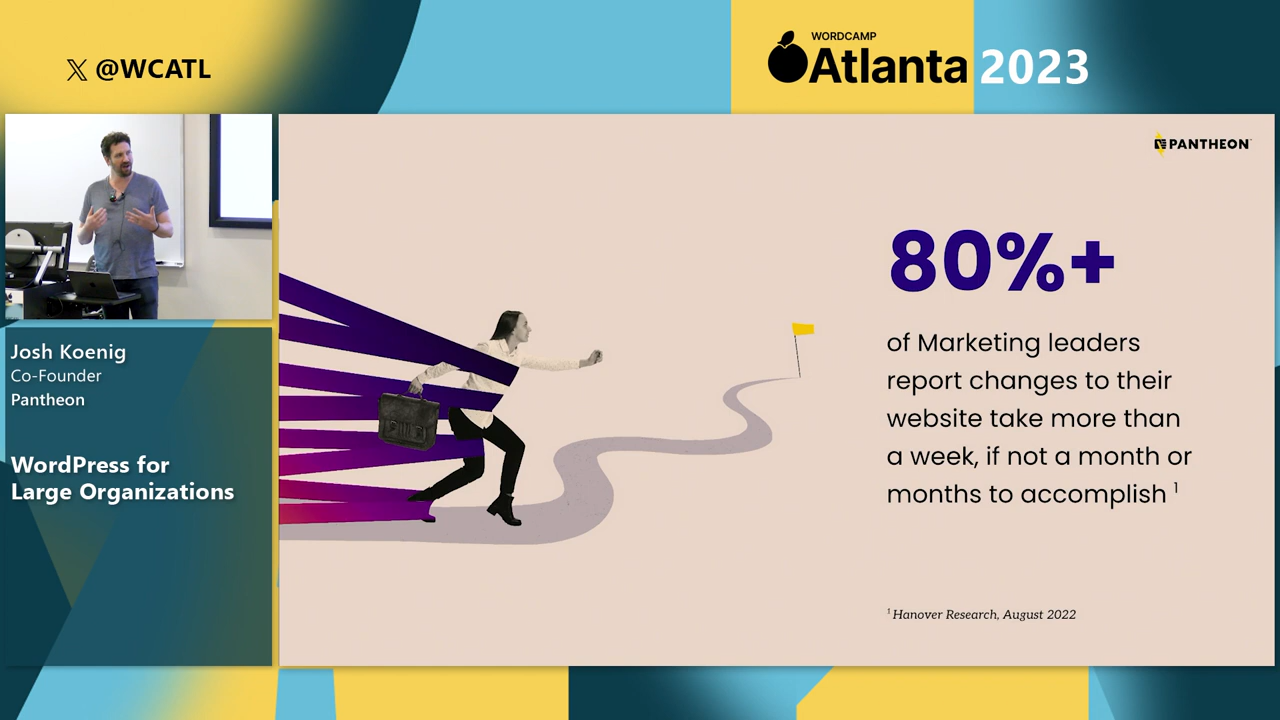 𝕏 @WCATL
WORDCAMP
Atlanta 2023
PANTHEON
Josh Koenig
Co-Founder
Pantheon
WordPress for
Large Organizations
80%+
of Marketing leaders
report changes to their
website take more than
a week, if not a month or
months to accomplish ¹
¹ Hanover Research, August 2022